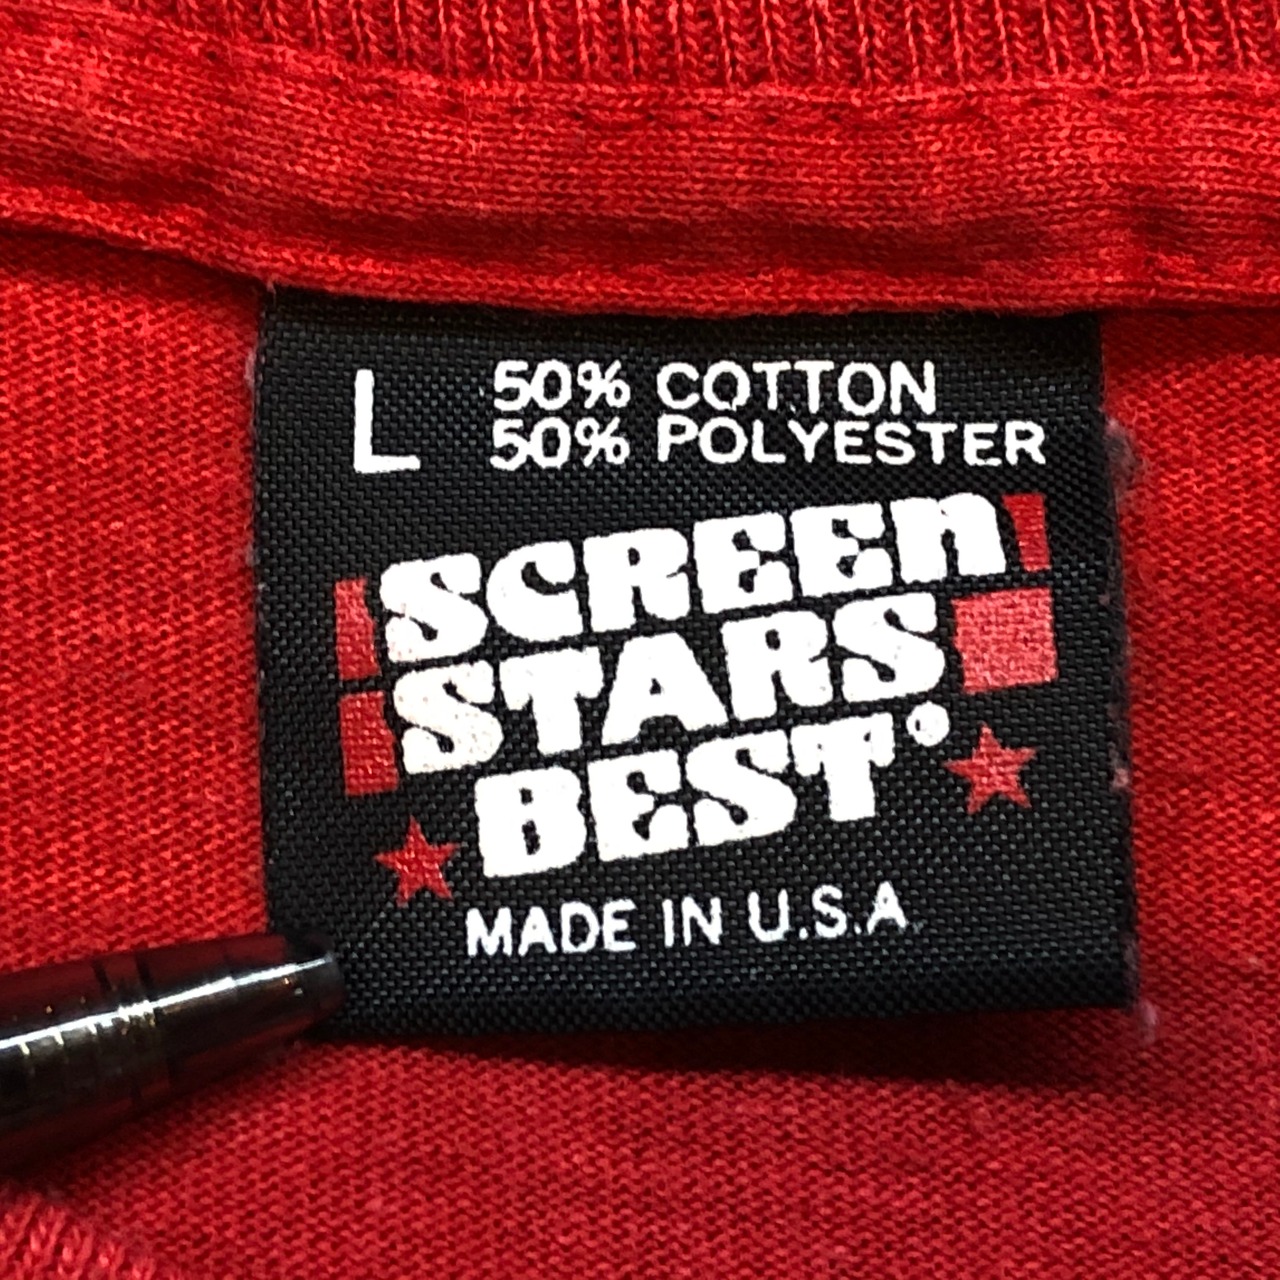 L 50% COTTON
50% POLYESTER
SCREEN
STARS
BEST®
MADE IN U.S.A.